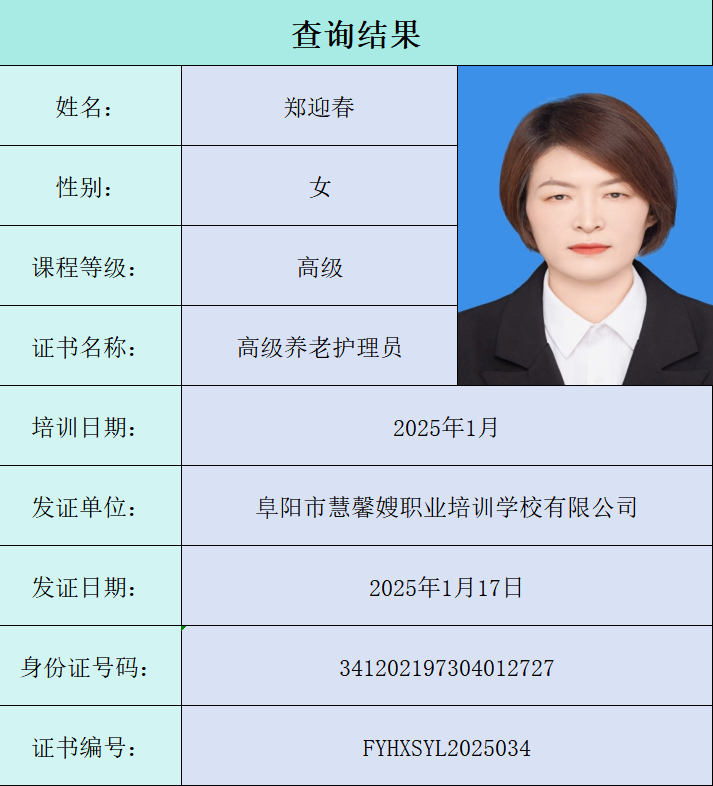 查询结果
姓名： 郑迎春
性别： 女
课程等级： 高级
证书名称： 高级养老护理员
培训日期： 2025年1月
发证单位： 阜阳市慧馨嫂职业培训学校有限公司
发证日期： 2025年1月17日
身份证号码： 341202197304012727
证书编号： FYHXSYL2025034